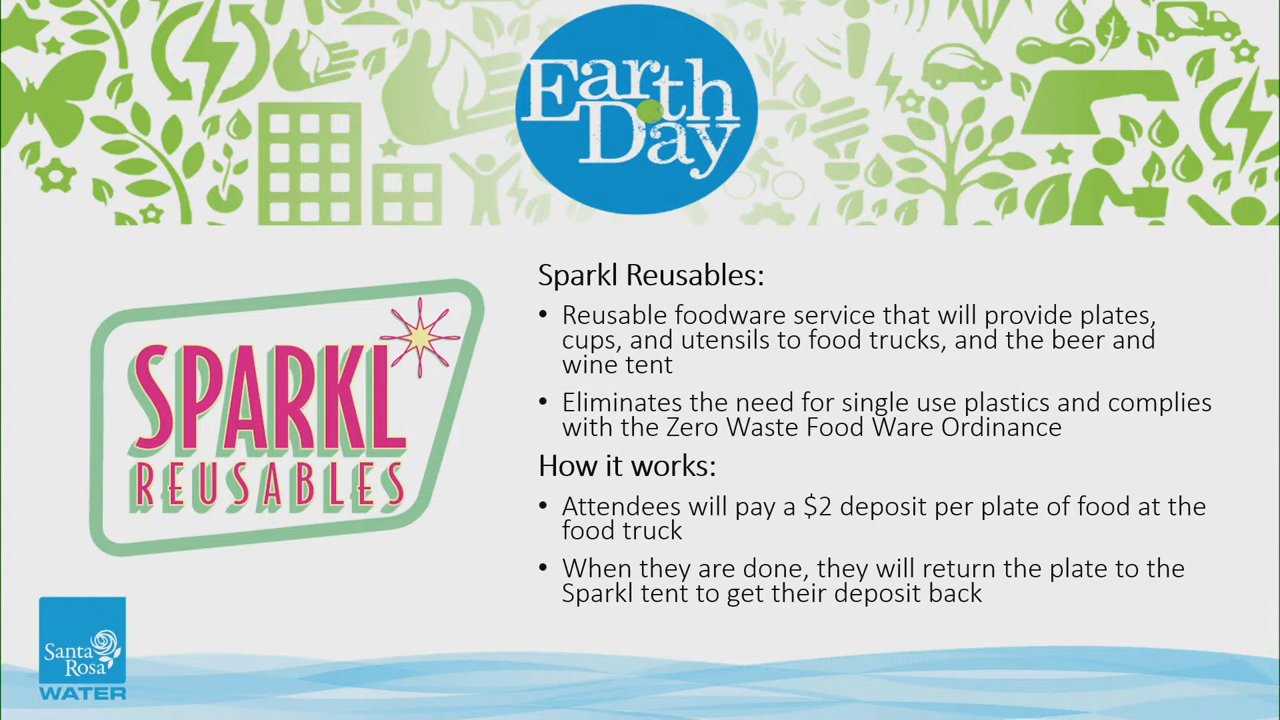 Earth
Day
Sparkl Reusables:
• Reusable foodware service that will provide plates,
cups, and utensils to food trucks, and the beer and
wine tent
• Eliminates the need for single use plastics and complies
with the Zero Waste Food Ware Ordinance
How it works:
• Attendees will pay a $2 deposit per plate of food at the
food truck
• When they are done, they will return the plate to the
Sparkl tent to get their deposit back
SPARKL
REUSABLES
Santa
Rosa
WATER